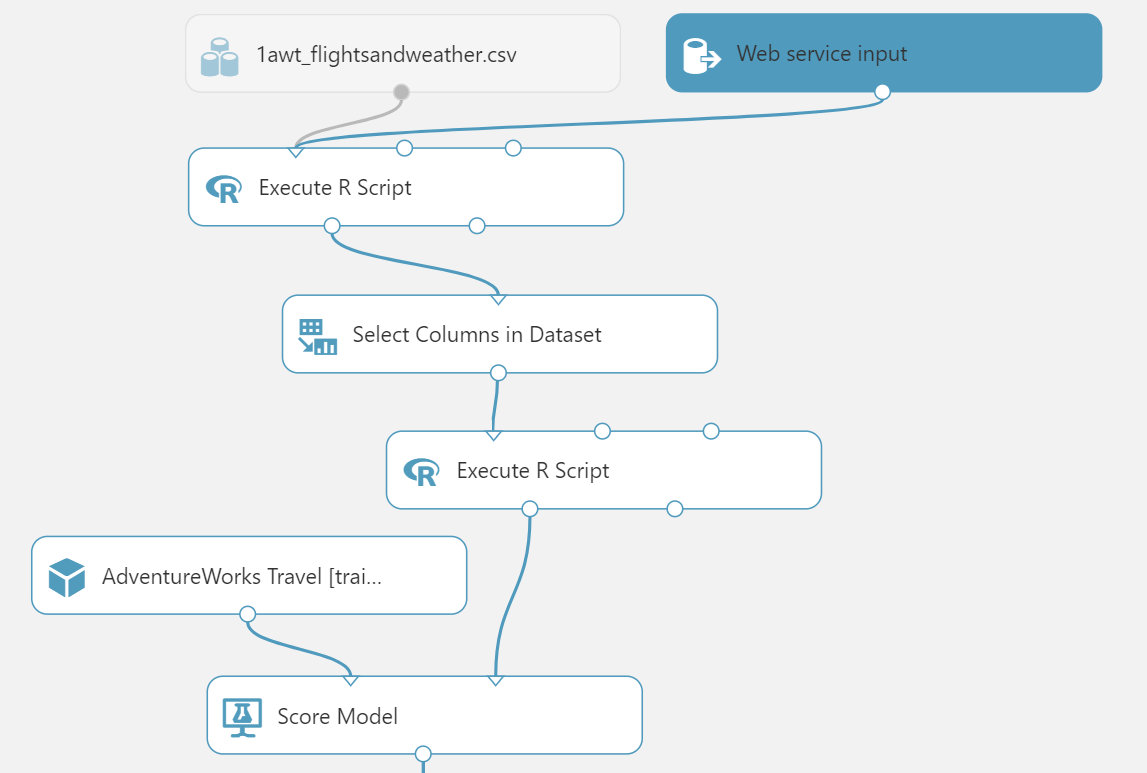 1awt_flightsandweather.csv
Web service input
Execute R Script
Select Columns in Dataset
Execute R Script
AdventureWorks Travel [trai...
Score Model